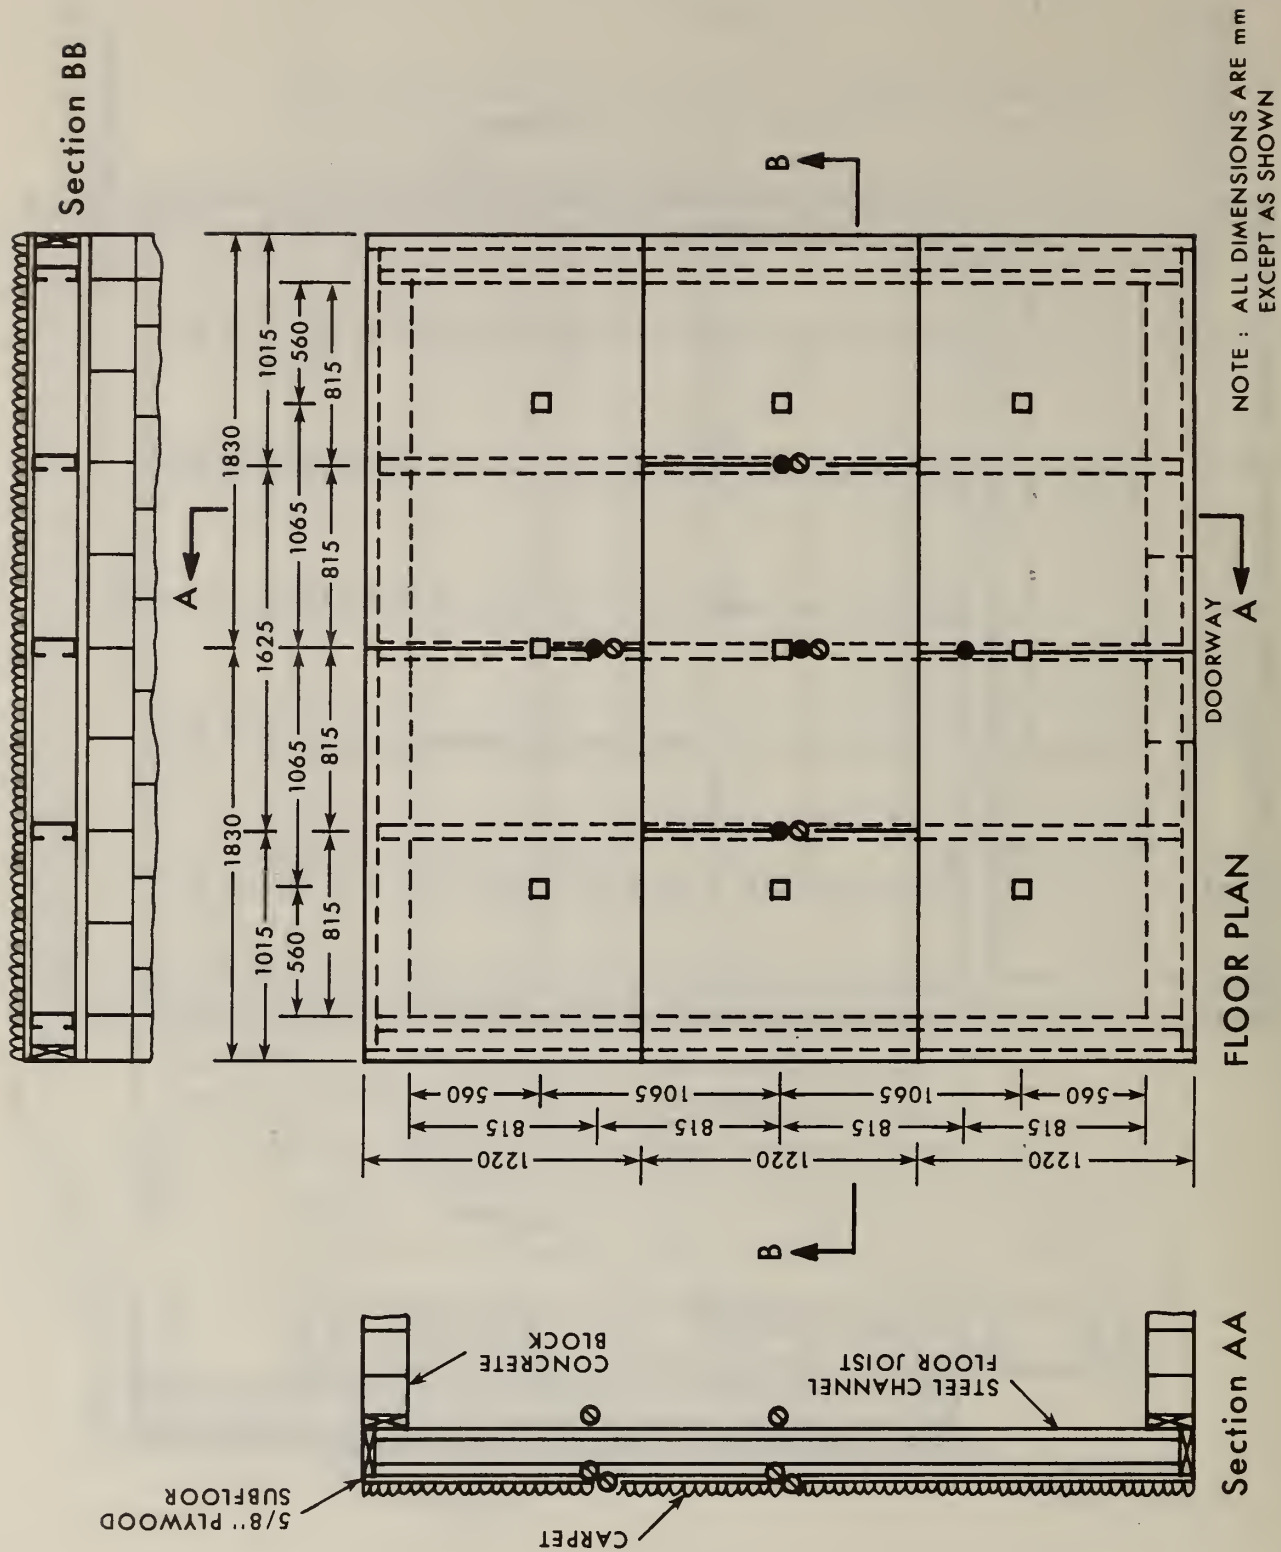 Section BB
A
1830
1830
1015
1625
1015
560
1065
1065
560
815
815
815
815
B
B
560
1065
1065
560
815
815
815
815
1220
1220
1220
DOORWAY
A
FLOOR PLAN
NOTE : ALL DIMENSIONS ARE mm
EXCEPT AS SHOWN
5/8" PLYWOOD
SUBFLOOR
CONCRETE
BLOCK
STEEL CHANNEL
FLOOR JOIST
CARPET
Section AA